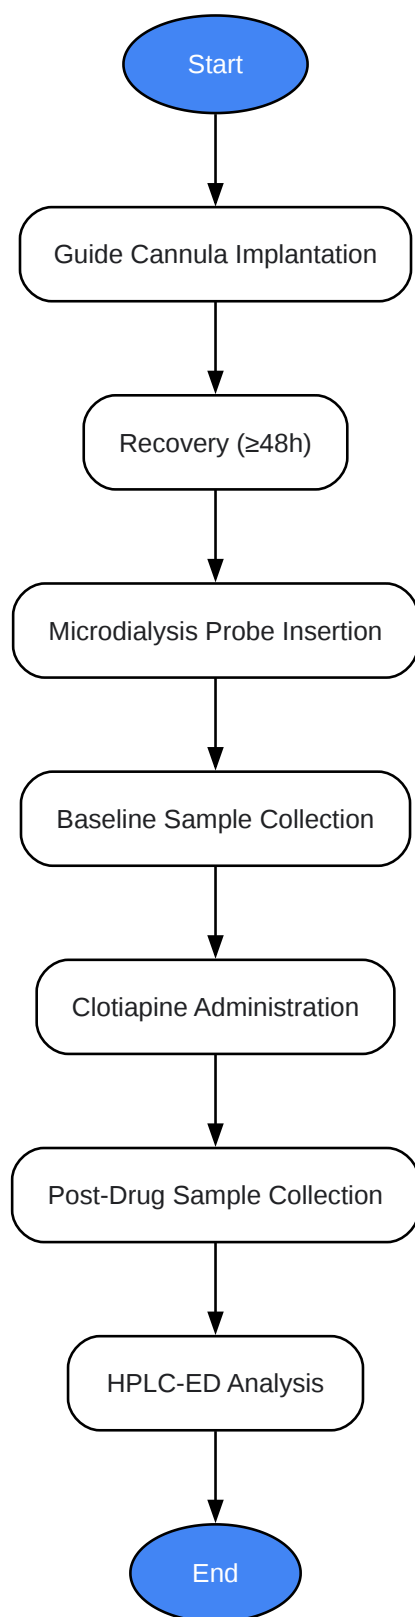 Start
Guide Cannula Implantation
Recovery (≥48h)
Microdialysis Probe Insertion
Baseline Sample Collection
Clotiapine Administration
Post-Drug Sample Collection
HPLC-ED Analysis
End